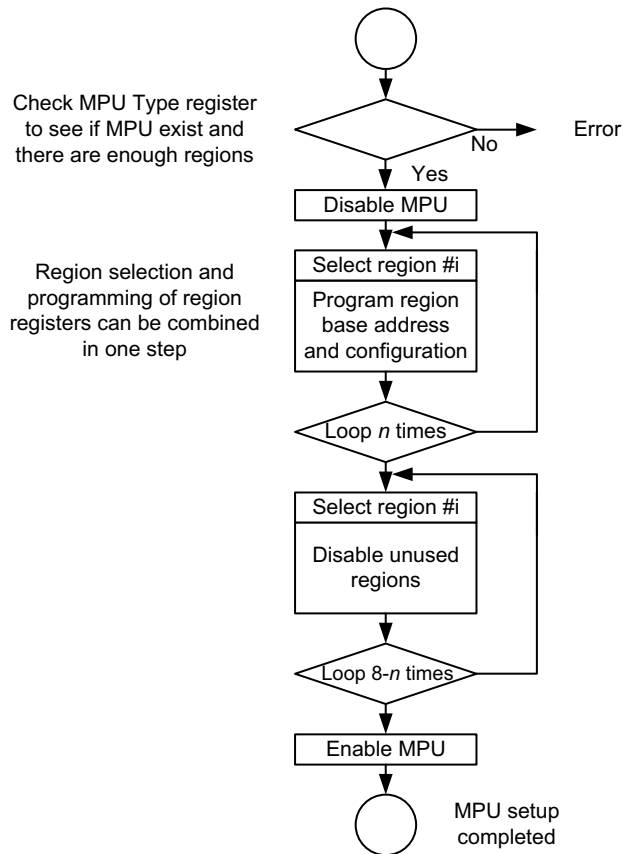 Check MPU Type register
to see if MPU exist and
there are enough regions
No
Error
Yes
Disable MPU
Select region #i
Program region
base address
and configuration
Region selection and
programming of region
registers can be combined
in one step
Loop n times
Select region #i
Disable unused
regions
Loop 8-n times
Enable MPU
MPU setup
completed